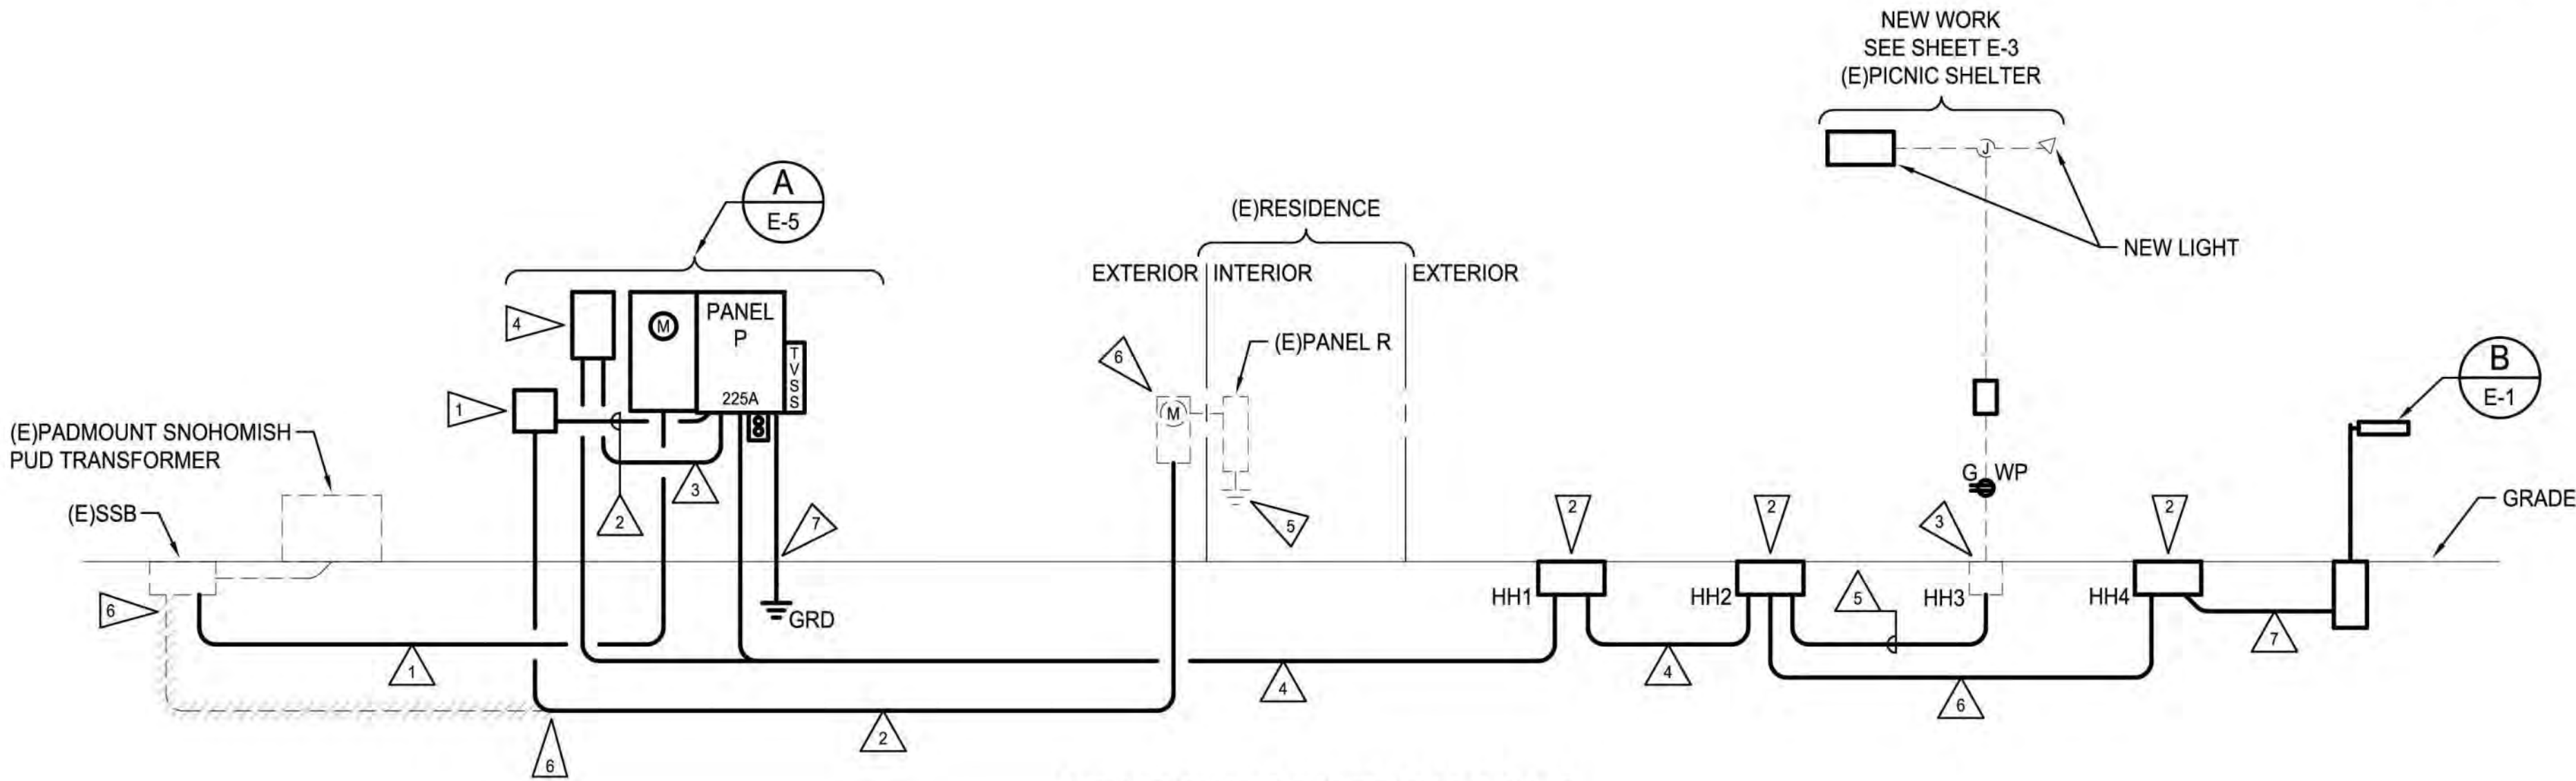 NEW WORK
SEE SHEET E-3
(E)PICNIC SHELTER
J
NEW LIGHT
A
E-5
(E)RESIDENCE
EXTERIOR
INTERIOR
EXTERIOR
4
M
PANEL
P
225A
TVSS
1
3
2
7
GRD
6
(E)PANEL R
M
5
(E)PADMOUNT SNOHOMISH
PUD TRANSFORMER
(E)SSB
6
1
6
2
B
E-1
G WP
GRADE
2
2
3
2
HH1
HH2
5
HH3
HH4
4
4
6
7